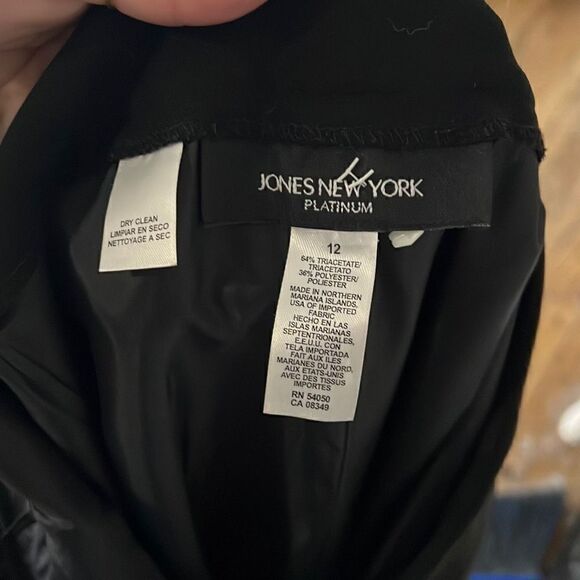 DRY CLEAN
LIMPIAR EN SECO
NETTOYAGE A SEC
JONES NEW YORK
PLATINUM
12
64% TRIACETATE/
TRIACETATO
36% POLYESTER/
POLIESTER
MADE IN NORTHERN
MARIANA ISLANDS,
USA OF IMPORTED
FABRIC
HECHO EN LAS
ISLAS MARIANAS
SEPTENTRIONALES,
E.E.U.U. CON
TELA IMPORTADA
FAIT AUX ILES
MARIANES DU NORD,
AUX ETATS-UNIS
AVEC DES TISSUS
IMPORTES
RN 54050
CA 08349